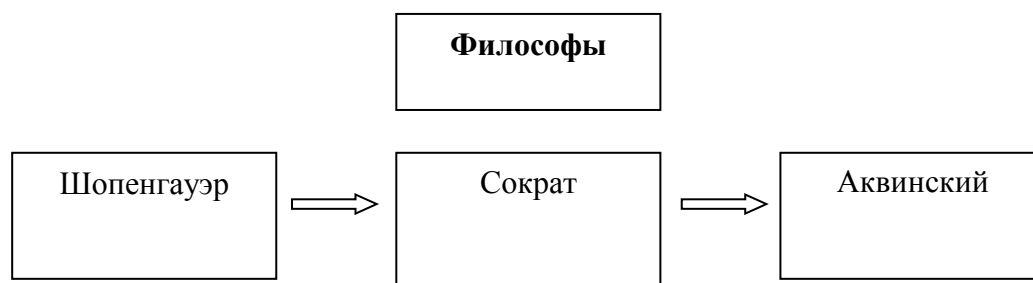 Философы
Шопенгауэр
Сократ
Аквинский